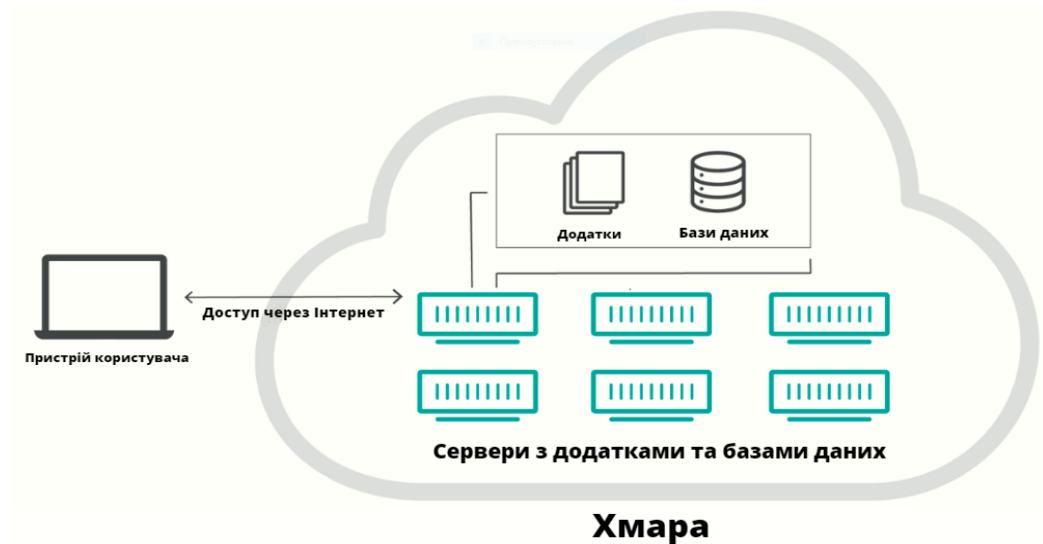 Додатки
Бази даних
Доступ через Інтернет
Пристрій користувача
Сервери з додатками та базами даних
Хмара